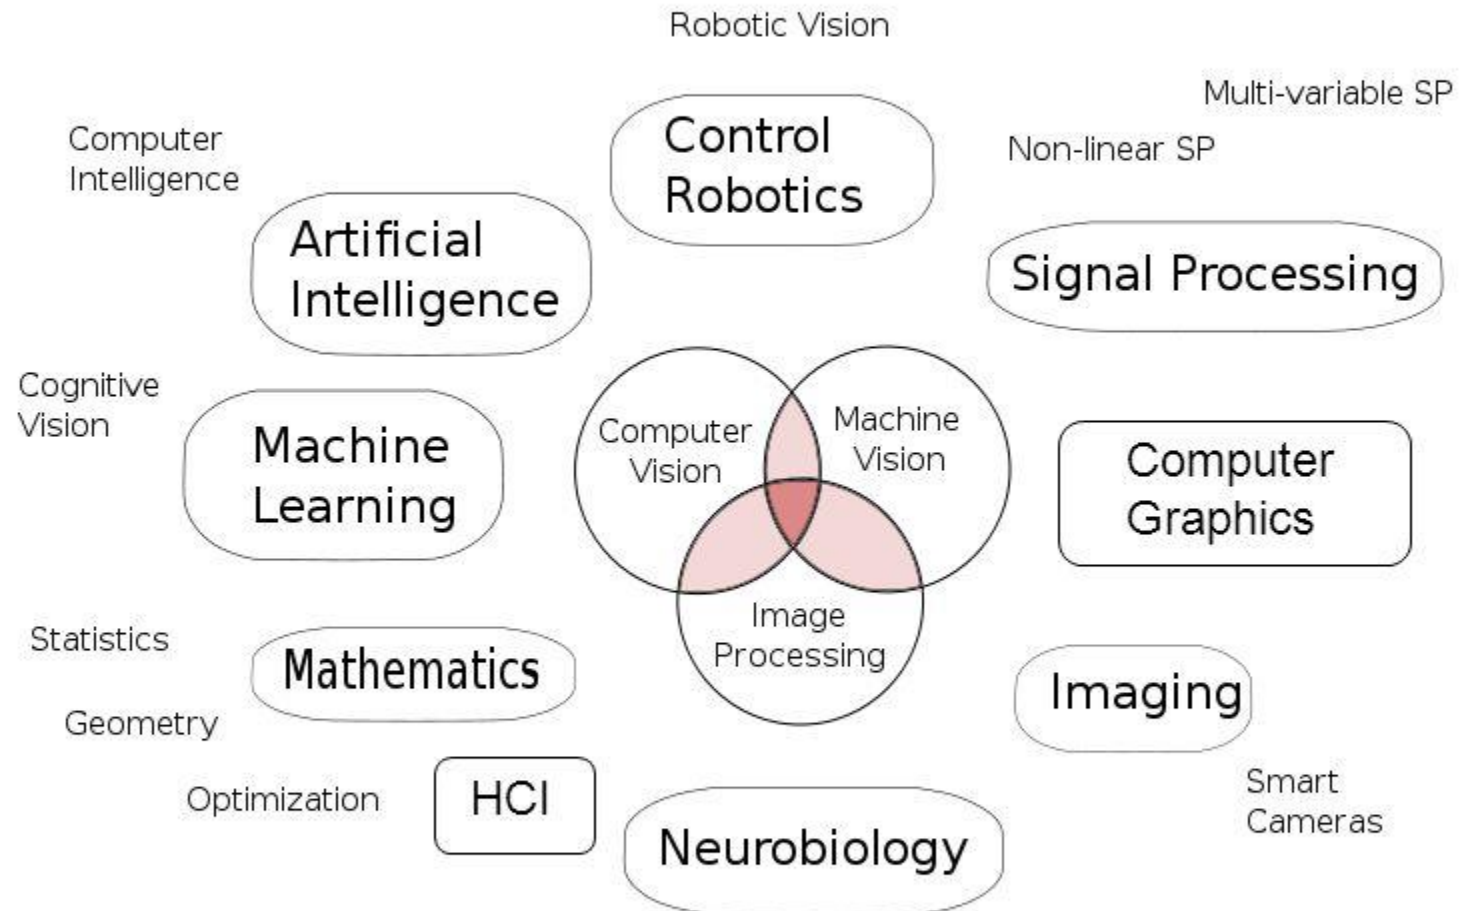 Robotic Vision
Multi-variable SP
Computer
Intelligence
Control
Robotics
Non-linear SP
Artificial
Intelligence
Signal Processing
Cognitive
Vision
Machine
Learning
Computer
Vision
Machine
Vision
Computer
Graphics
Image
Processing
Statistics
Mathematics
Geometry
Imaging
Optimization
HCI
Neurobiology
Smart
Cameras